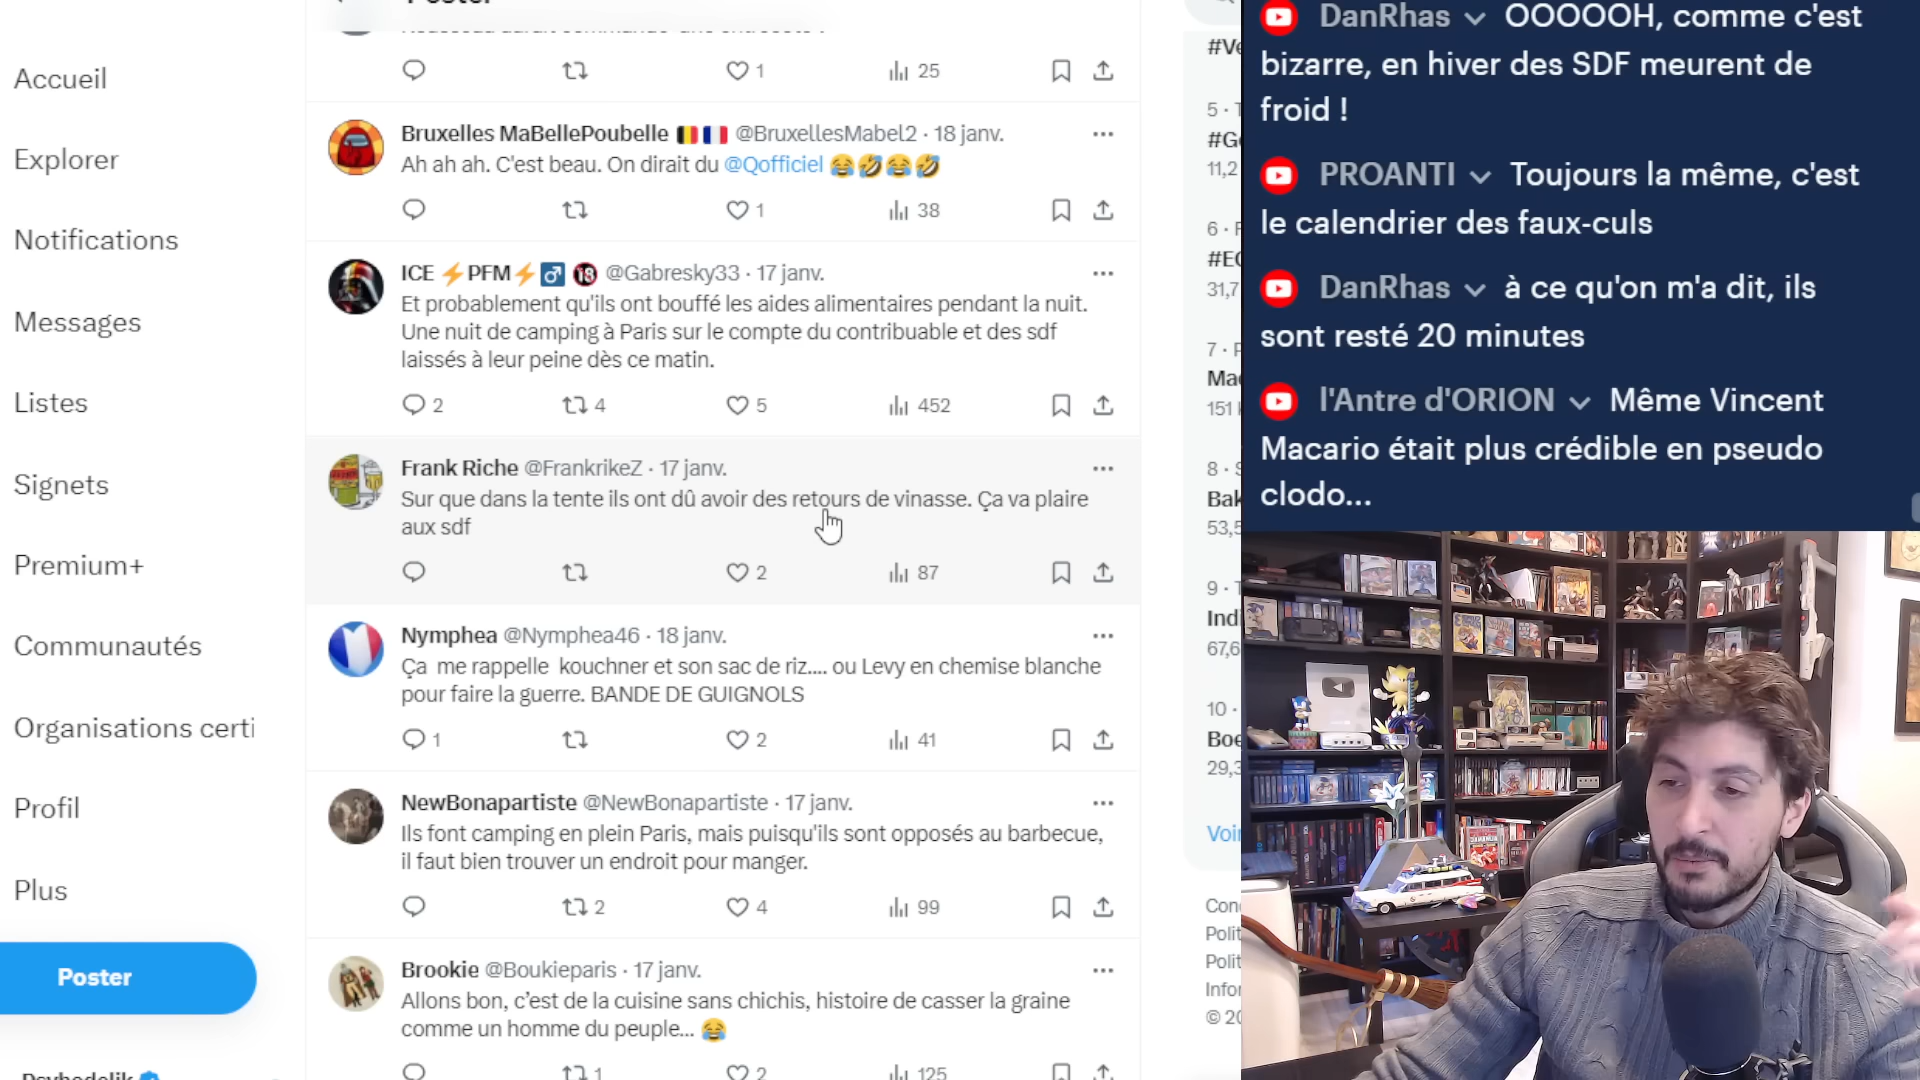 Accueil
Explorer
Notifications
Messages
Listes
Signets
Premium+
Communautés
Organisations certi
Profil
Plus
Poster
Psyhodelik
Poster
1
25
Bruxelles MaBellePoubelle 🇧🇪🇫🇷 @BruxellesMabel2 · 18 janv.
Ah ah ah. C'est beau. On dirait du @Qofficiel 😂🤣😂🤣
1
38
ICE ⚡PFM⚡♂️🔞 @Gabresky33 · 17 janv.
Et probablement qu'ils ont bouffé les aides alimentaires pendant la nuit.
Une nuit de camping à Paris sur le compte du contribuable et des sdf
laissés à leur peine dès ce matin.
2
4
5
452
Frank Riche @FrankrikeZ · 17 janv.
Sur que dans la tente ils ont dû avoir des retours de vinasse. Ça va plaire
aux sdf
2
87
Nymphea @Nymphea46 · 18 janv.
Ça me rappelle kouchner et son sac de riz.... ou Levy en chemise blanche
pour faire la guerre. BANDE DE GUIGNOLS
1
2
41
NewBonapartiste @NewBonapartiste · 17 janv.
Ils font camping en plein Paris, mais puisqu'ils sont opposés au barbecue,
il faut bien trouver un endroit pour manger.
2
4
99
Brookie @Boukieparis · 17 janv.
Allons bon, c'est de la cuisine sans chichis, histoire de casser la graine
comme un homme du peuple... 😂
1
2
125
#Ve
5 · T
#Go
11,2
6 · F
#EC
31,7
7 · P
Mac
151 k
8 · S
Bak
53,5
9 · T
Indi
67,6
10 ·
Boe
29,3
Voir
Conc
Polit
Polit
Infor
© 20
DanRhas OOOOOH, comme c'est
bizarre, en hiver des SDF meurent de
froid !
PROANTI Toujours la même, c'est
le calendrier des faux-culs
DanRhas à ce qu'on m'a dit, ils
sont resté 20 minutes
l'Antre d'ORION Même Vincent
Macario était plus crédible en pseudo
clodo...